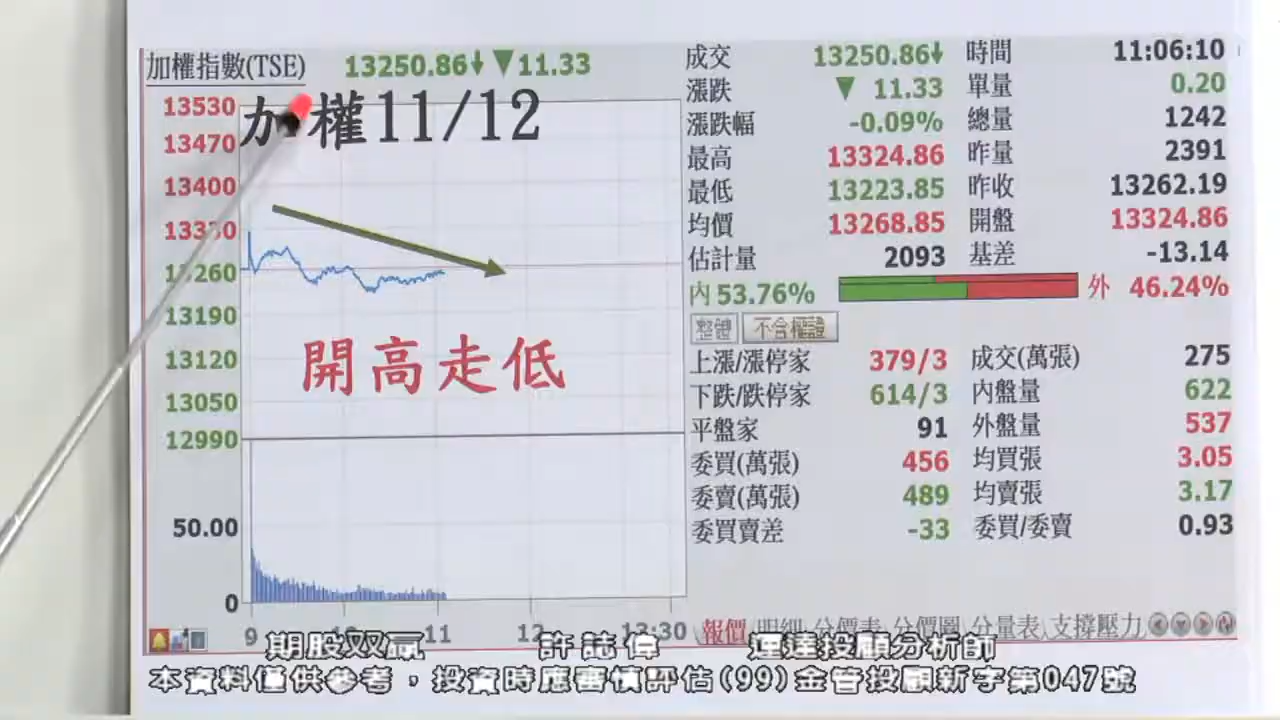 加權指數(TSE) 13250.86↓ ▼11.33
加權11/12
13530
13470
13400
13330
13260
13190
13120
13050
12990
50.00
0
開高走低
9 11 12 13:30
成交 13250.86↓ 時間 11:06:10
漲跌 ▼ 11.33 單量 0.20
漲跌幅 -0.09% 總量 1242
最高 13324.86 昨量 2391
最低 13223.85 昨收 13262.19
均價 13268.85 開盤 13324.86
估計量 2093 基差 -13.14
內 53.76% 外 46.24%
整體 不含權證
上漲/漲停家 379/3 成交(萬張) 275
下跌/跌停家 614/3 內盤量 622
平盤家 91 外盤量 537
委買(萬張) 456 均買張 3.05
委賣(萬張) 489 均賣張 3.17
委買賣差 -33 委買/委賣 0.93
報價 明細 分價表 分價圖 分量表 支撐壓力
期股双贏 許誌偉 運達投顧分析師
本資料僅供參考，投資時應審慎評估(99)金管投顧新字第047號